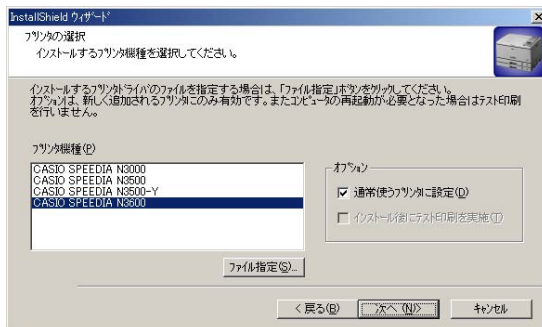 InstallShield ウィザード
プリンタの選択
インストールするプリンタ機種を選択してください。
インストールするプリンタドライバのファイルを指定する場合は、「ファイル指定」ボタンをクリックしてください。
オプションは、新しく追加されるプリンタにのみ有効です。またコンピュータの再起動が必要となった場合はテスト印刷
を行いません。
プリンタ機種(P)
CASIO SPEEDIA N3000
CASIO SPEEDIA N3500
CASIO SPEEDIA N3500-Y
CASIO SPEEDIA N3600
オプション
通常使うプリンタに設定(D)
インストール後にテスト印刷を実施(T)
ファイル指定(S)...
< 戻る(B)
次へ (N)>
キャンセル